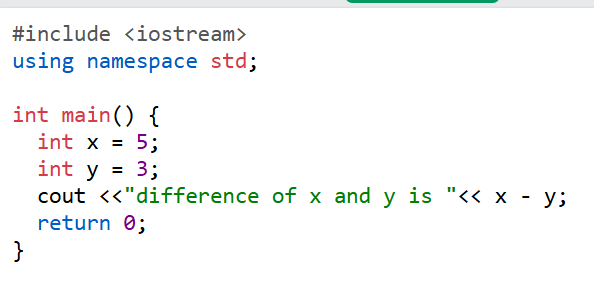 #include <iostream>
using namespace std;

int main() {
  int x = 5;
  int y = 3;
  cout <<"difference of x and y is "<< x - y;
  return 0;
}